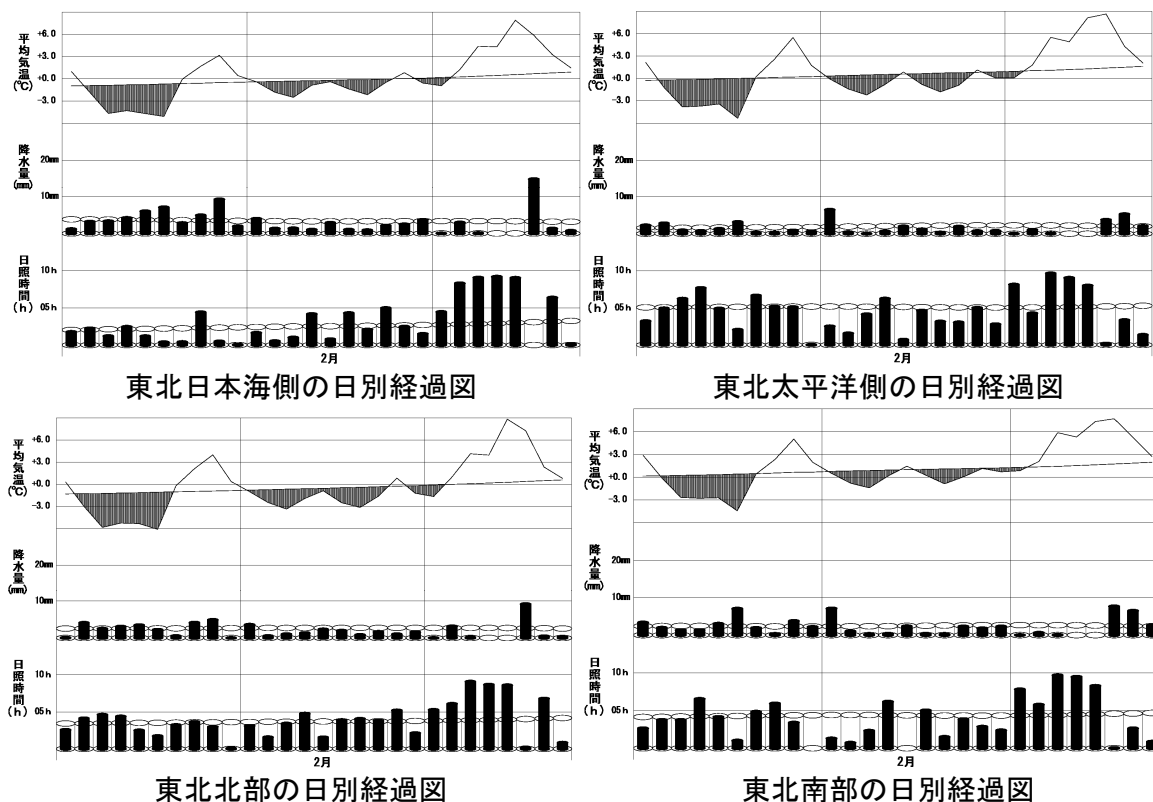 平均気温(℃)
+6.0
+3.0
+0.0
-3.0
降水量(mm)
20mm
10mm
日照時間(h)
10h
05h
2月
東北日本海側の日別経過図
平均気温(℃)
+6.0
+3.0
+0.0
-3.0
降水量(mm)
20mm
10mm
日照時間(h)
10h
05h
2月
東北太平洋側の日別経過図
平均気温(℃)
+6.0
+3.0
+0.0
-3.0
降水量(mm)
20mm
10mm
日照時間(h)
10h
05h
2月
東北北部の日別経過図
平均気温(℃)
+6.0
+3.0
+0.0
-3.0
降水量(mm)
20mm
10mm
日照時間(h)
10h
05h
2月
東北南部の日別経過図